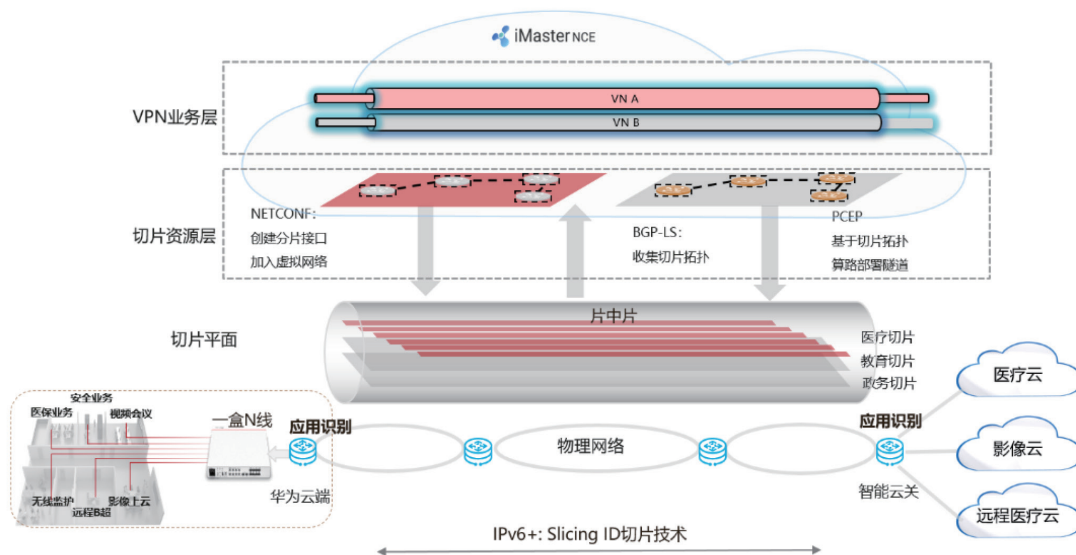 iMaster NCE
VPN业务层
VN A
VN B
切片资源层
NETCONF：
创建分片接口
加入虚拟网络
BGP-LS：
收集切片拓扑
PCEP
基于切片拓扑
算路部署隧道
切片平面
片中片
医疗切片
教育切片
政务切片
安全业务
医保业务
视频会议
一盒N线
无线监护
远程B超
影像上云
应用识别
华为云端
物理网络
应用识别
智能云关
医疗云
影像云
远程医疗云
IPv6+: Slicing ID切片技术